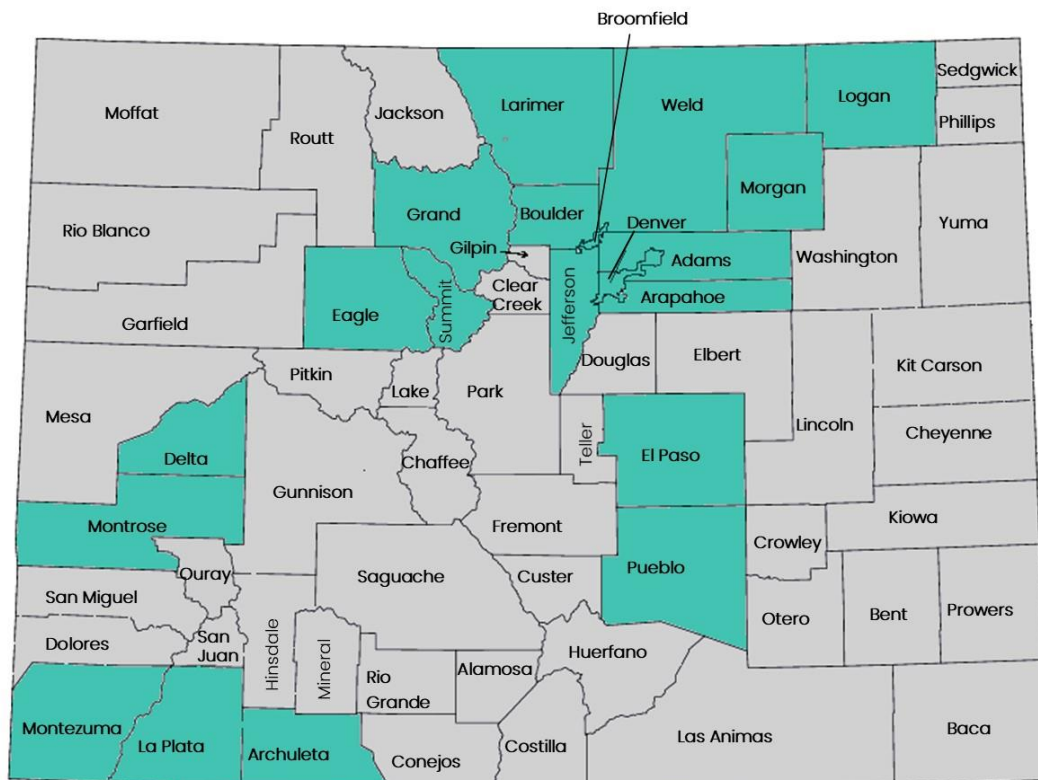 Broomfield
Sedgwick
Moffat
Larimer
Weld
Logan
Jackson
Phillips
Routt
Morgan
Grand
Boulder
Denver
Yuma
Rio Blanco
Gilpin
Adams
Washington
Clear
Creek
Arapahoe
Eagle
Summit
Jefferson
Garfield
Douglas
Elbert
Kit Carson
Pitkin
Lake
Park
Mesa
Lincoln
Cheyenne
Teller
Delta
Chaffee
El Paso
Gunnison
Montrose
Fremont
Kiowa
Crowley
Ouray
Saguache
Custer
Pueblo
San Miguel
Otero
Bent
Prowers
Dolores
San
Juan
Hinsdale
Mineral
Rio
Grande
Alamosa
Huerfano
Montezuma
La Plata
Archuleta
Conejos
Costilla
Las Animas
Baca